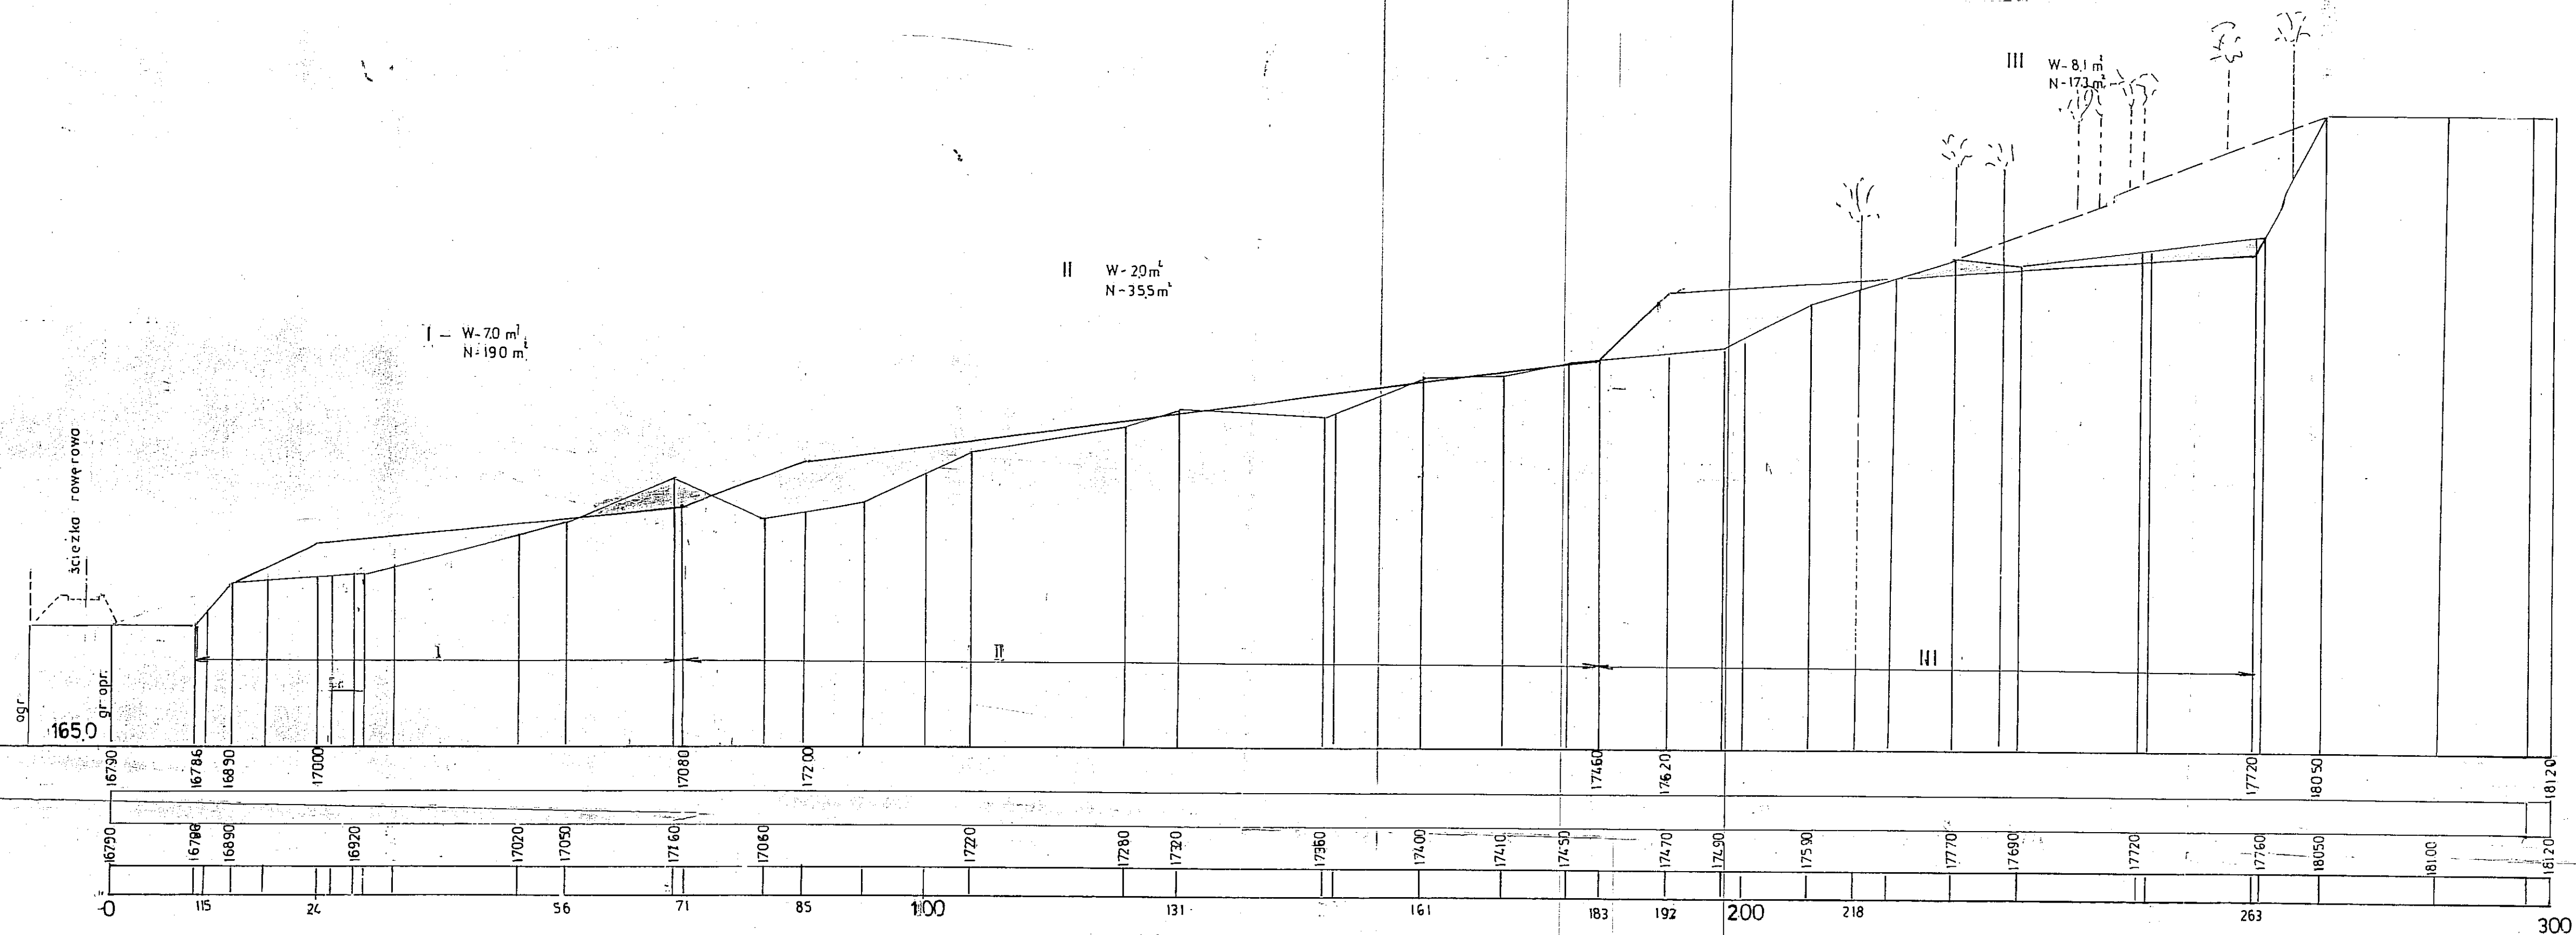 III W-8,1 m²
N-17,3 m²
II W-2,0 m²
N-35,5 m²
I - W-7,0 m²
N-19,0 m²
ścieżka rowerowa
I II III
ogr.
gr. opr.
165.0
16790 16786 16890 17000 17080 17200 17460 17620 17720 18050 18120
16790 16786 16890 16920 17020 17050 17160 17060 17220 17280 17320 17360 17400 17410 17450 17470 17490 17590 17770 17690 17720 17760 18050 18100 18120
0 115 24 56 71 85 100 131 161 183 192 200 218 263 300